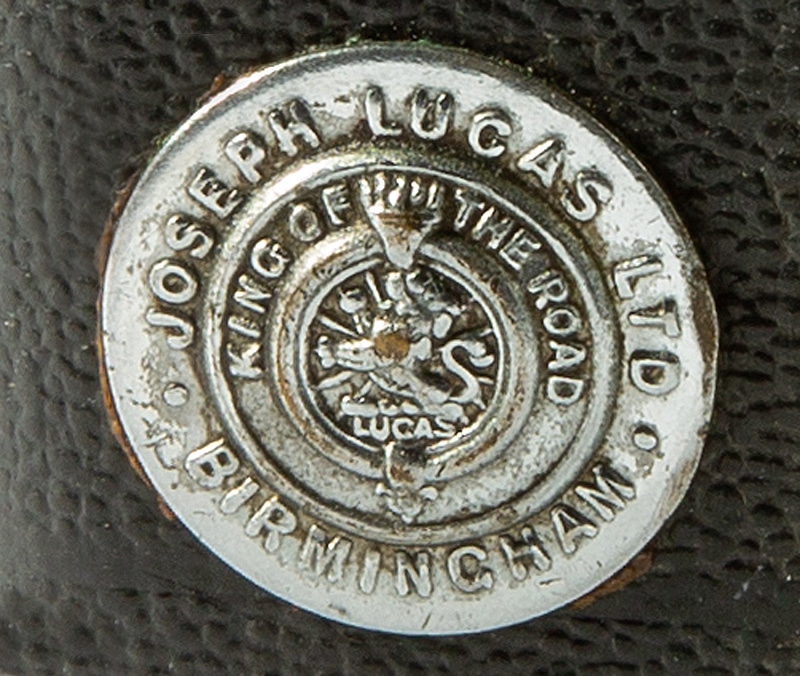 JOSEPH LUCAS LTD
BIRMINGHAM
KING OF THE ROAD
LUCAS